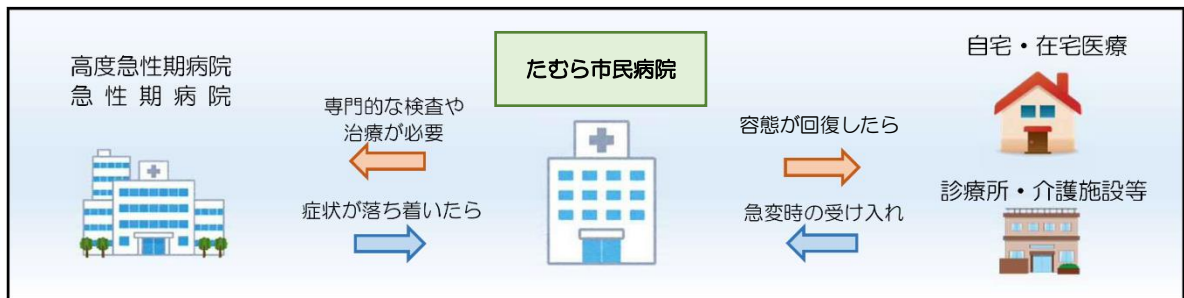 高度急性期病院
急性期病院
専門的な検査や
治療が必要
症状が落ち着いたら
たむら市民病院
容態が回復したら
急変時の受け入れ
自宅・在宅医療
診療所・介護施設等